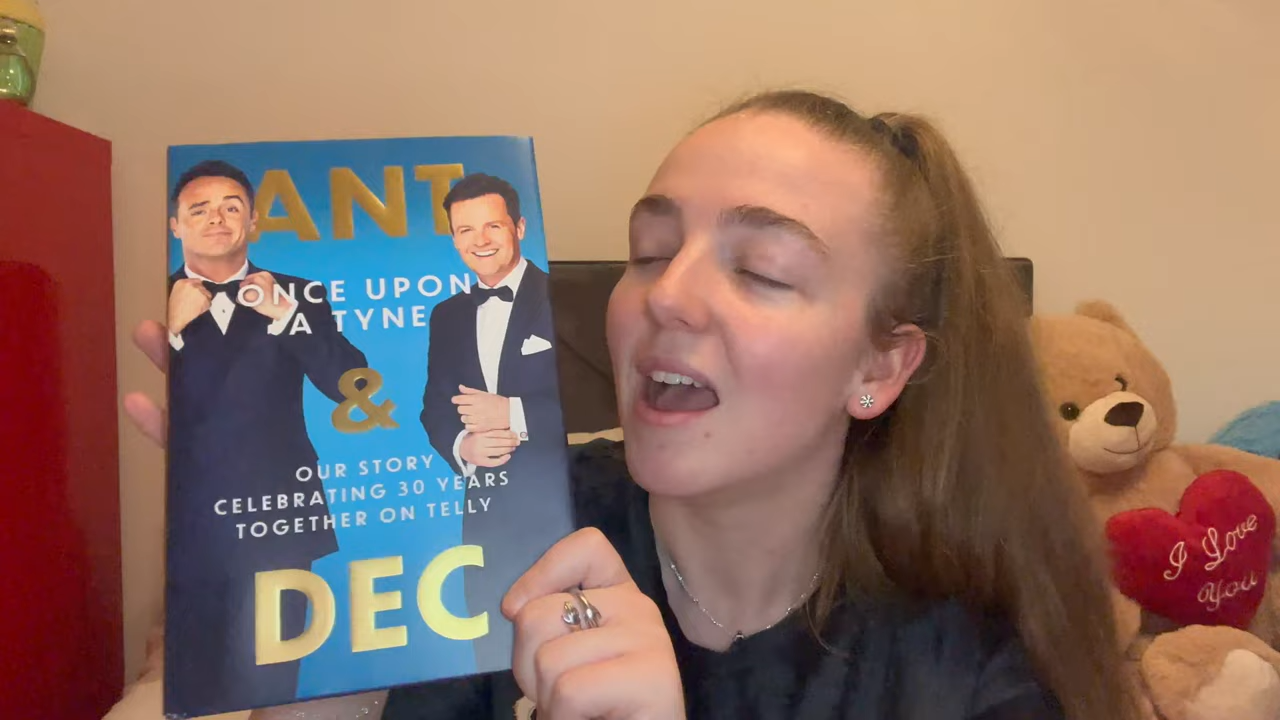 ANT
ONCE UPON
A TYNE
&
OUR STORY
CELEBRATING 30 YEARS
TOGETHER ON TELLY
DEC
I Love
You